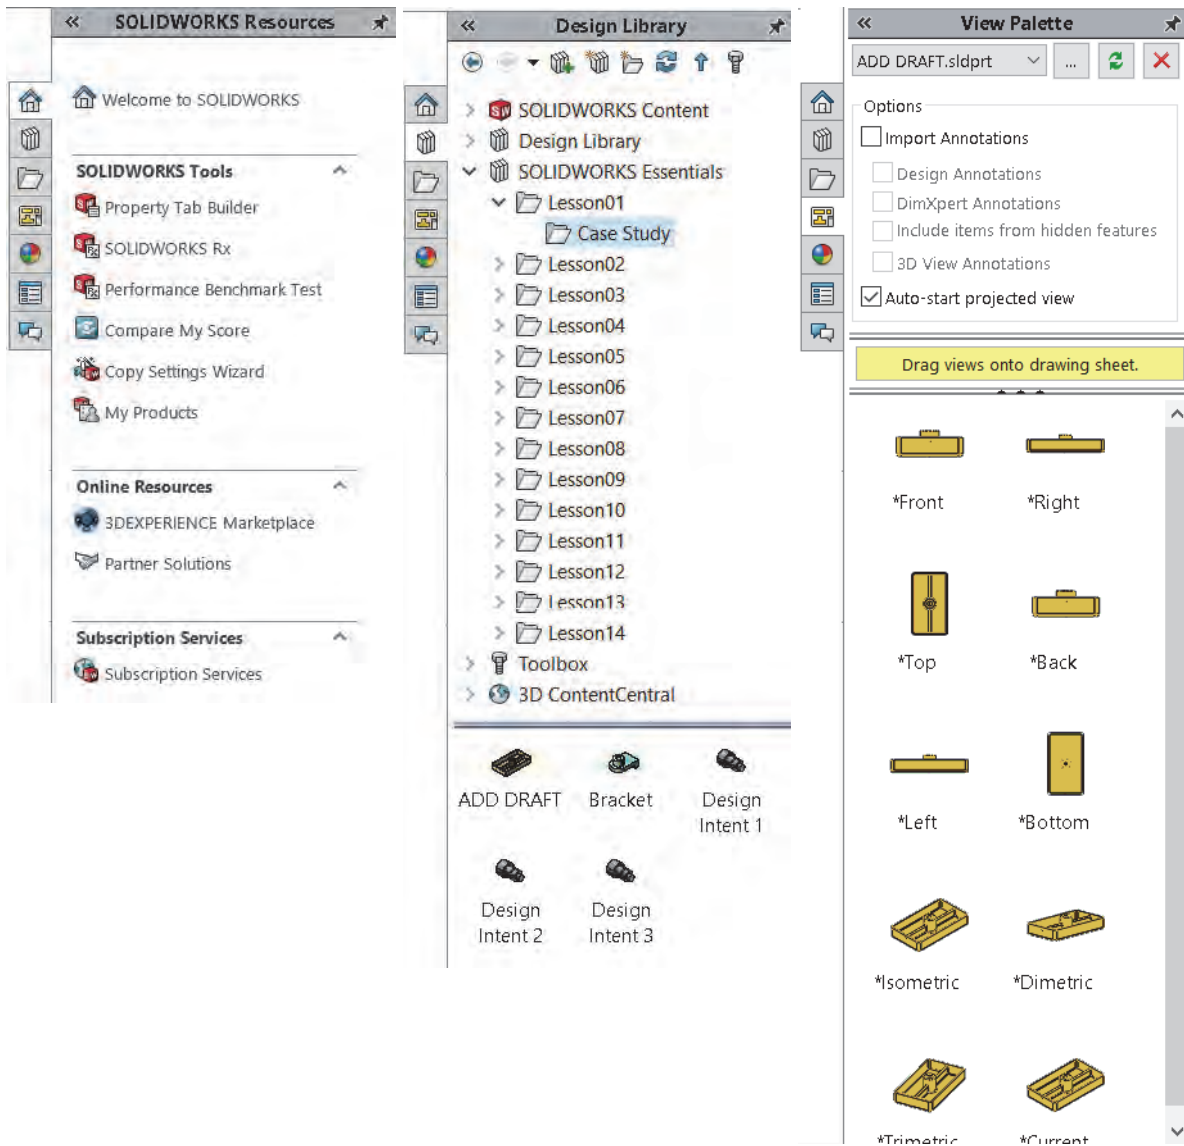 SOLIDWORKS Resources
Welcome to SOLIDWORKS
SOLIDWORKS Tools
Property Tab Builder
SOLIDWORKS Rx
Performance Benchmark Test
Compare My Score
Copy Settings Wizard
My Products
Online Resources
3DEXPERIENCE Marketplace
Partner Solutions
Subscription Services
Subscription Services
Design Library
SOLIDWORKS Content
Design Library
SOLIDWORKS Essentials
Lesson01
Case Study
Lesson02
Lesson03
Lesson04
Lesson05
Lesson06
Lesson07
Lesson08
Lesson09
Lesson10
Lesson11
Lesson12
Lesson13
Lesson14
Toolbox
3D ContentCentral
ADD DRAFT
Bracket
Design
Intent 1
Design
Intent 2
Design
Intent 3
View Palette
ADD DRAFT.sldprt
...
Options
Import Annotations
Design Annotations
DimXpert Annotations
Include items from hidden features
3D View Annotations
Auto-start projected view
Drag views onto drawing sheet.
*Front
*Right
*Top
*Back
*Left
*Bottom
*Isometric
*Dimetric
*Trimetric
*Current